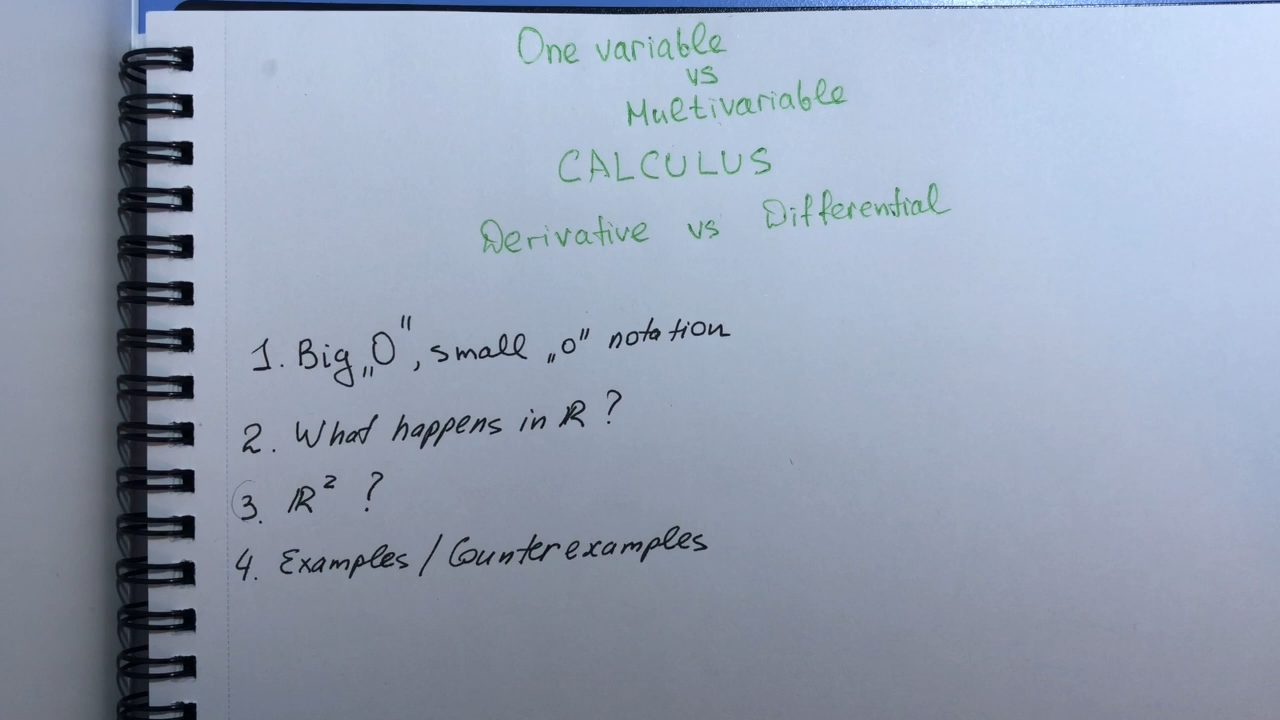 One variable
vs
Multivariable
CALCULUS
Derivative vs Differential
1. Big „O", small „o" notation
2. What happens in ℝ ?
3. ℝ² ?
4. Examples / Counterexamples